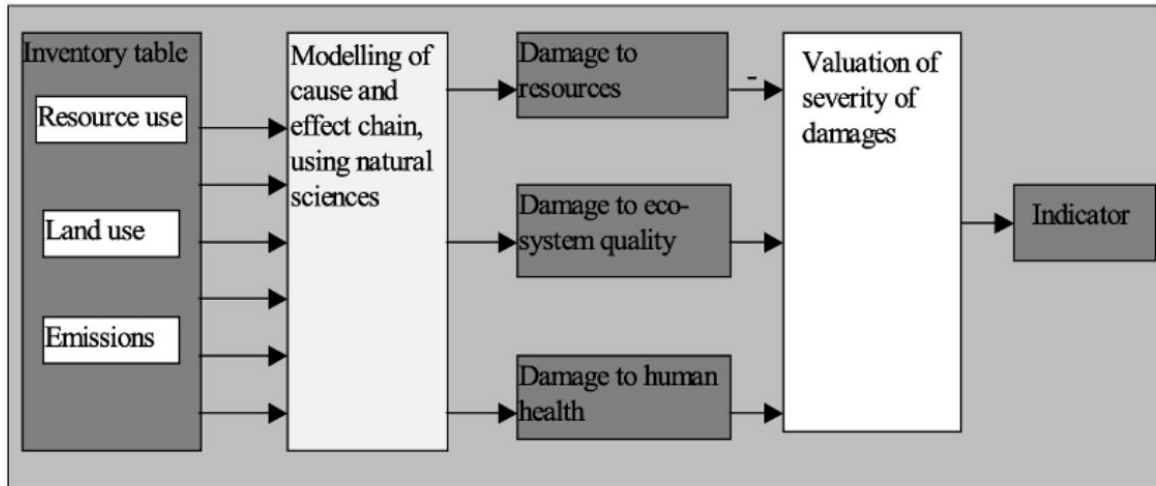 Inventory table
Resource use
Land use
Emissions
Modelling of
cause and
effect chain,
using natural
sciences
Damage to
resources
Damage to eco-
system quality
Damage to human
health
-
Valuation of
severity of
damages
Indicator